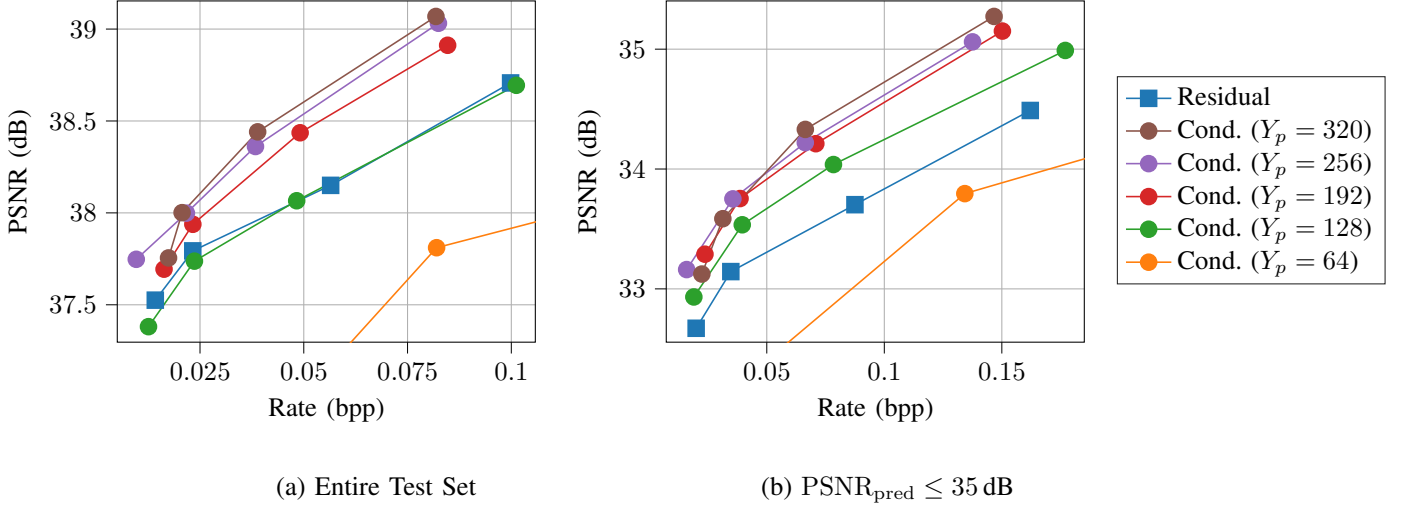 39
38.5
38
37.5
PSNR (dB)
0.025
0.05
0.075
0.1
Rate (bpp)
(a) Entire Test Set
35
34
33
PSNR (dB)
0.05
0.1
0.15
Rate (bpp)
(b) PSNR_pred ≤ 35 dB
Residual
Cond. (Y_p = 320)
Cond. (Y_p = 256)
Cond. (Y_p = 192)
Cond. (Y_p = 128)
Cond. (Y_p = 64)